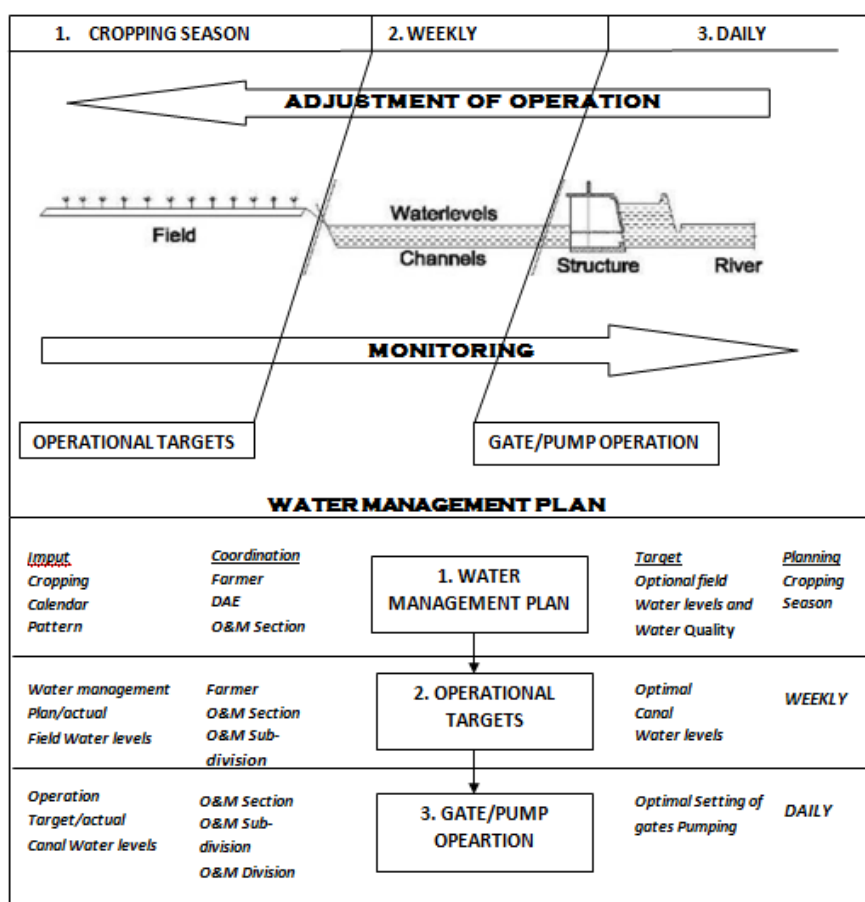 1. CROPPING SEASON
2. WEEKLY
3. DAILY
ADJUSTMENT OF OPERATION
Waterlevels
Field
Channels
Structure
River
MONITORING
OPERATIONAL TARGETS
GATE/PUMP OPERATION
WATER MANAGEMENT PLAN
Imput
Cropping
Calendar
Pattern
Coordination
Farmer
DAE
O&M Section
1. WATER
MANAGEMENT PLAN
Target
Optional field
Water levels and
Water Quality
Planning
Cropping
Season
Water management
Plan/actual
Field Water levels
Farmer
O&M Section
O&M Sub-
division
2. OPERATIONAL
TARGETS
Optimal
Canal
Water levels
WEEKLY
Operation
Target/actual
Canal Water levels
O&M Section
O&M Sub-
division
O&M Division
3. GATE/PUMP
OPEARTION
Optimal Setting of
gates Pumping
DAILY